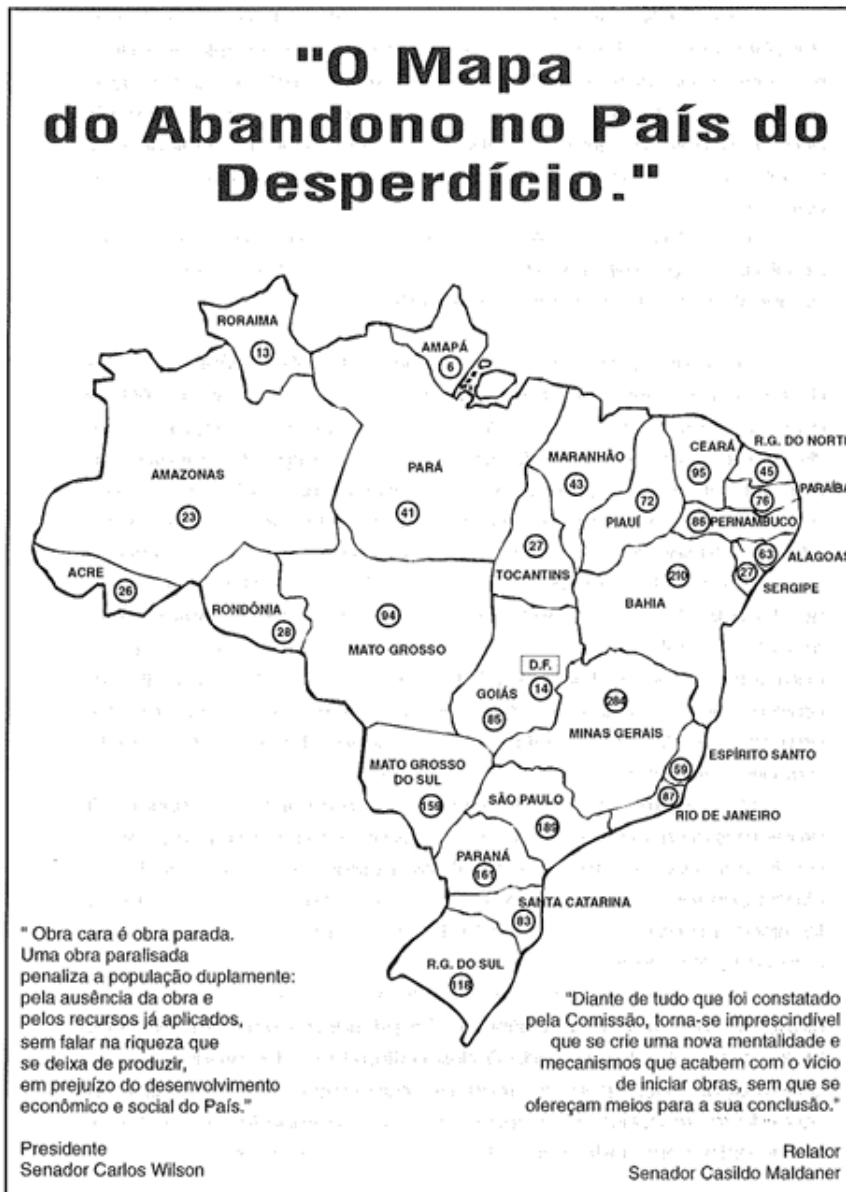 "O Mapa
do Abandono no País do
Desperdício."
RORAIMA
13
AMAPÁ
6
AMAZONAS
23
PARÁ
41
MARANHÃO
43
PIAUÍ
72
CEARÁ
95
R.G. DO NORTE
45
PARAÍBA
76
PERNAMBUCO
86
ALAGOAS
63
SERGIPE
27
ACRE
26
RONDÔNIA
28
MATO GROSSO
94
TOCANTINS
27
BAHIA
210
D.F.
14
GOIÁS
85
MINAS GERAIS
284
ESPÍRITO SANTO
59
RIO DE JANEIRO
87
MATO GROSSO
DO SUL
SÃO PAULO
189
PARANÁ
161
SANTA CATARINA
83
R.G. DO SUL
" Obra cara é obra parada.
Uma obra paralisada
penaliza a população duplamente:
pela ausência da obra e
pelos recursos já aplicados,
sem falar na riqueza que
se deixa de produzir,
em prejuízo do desenvolvimento
econômico e social do País."
Presidente
Senador Carlos Wilson
"Diante de tudo que foi constatado
pela Comissão, torna-se imprescindível
que se crie uma nova mentalidade e
mecanismos que acabem com o vício
de iniciar obras, sem que se
ofereçam meios para a sua conclusão."
Relator
Senador Casildo Maldaner